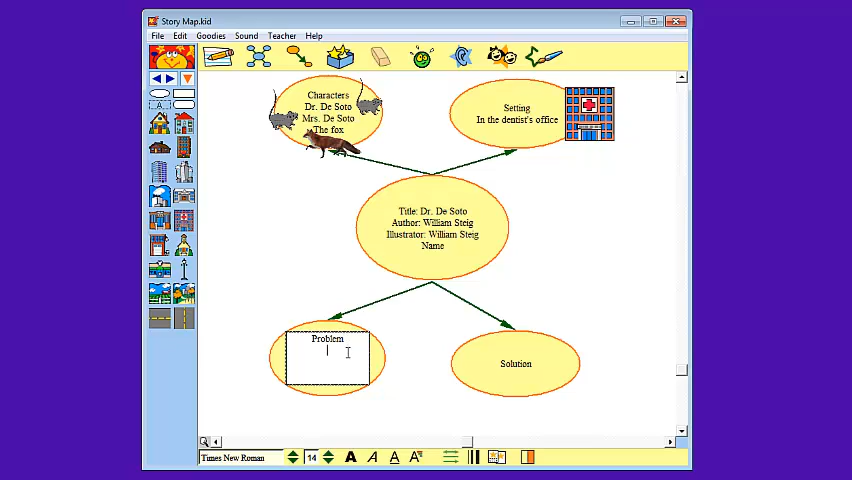 Story Map.kid
File Edit Goodies Sound Teacher Help
Characters
Dr. De Soto
Mrs. De Soto
The fox
Setting
In the dentist's office
Title: Dr. De Soto
Author: William Steig
Illustrator: William Steig
Name
Problem
Solution
A
Times New Roman 14 A A A A